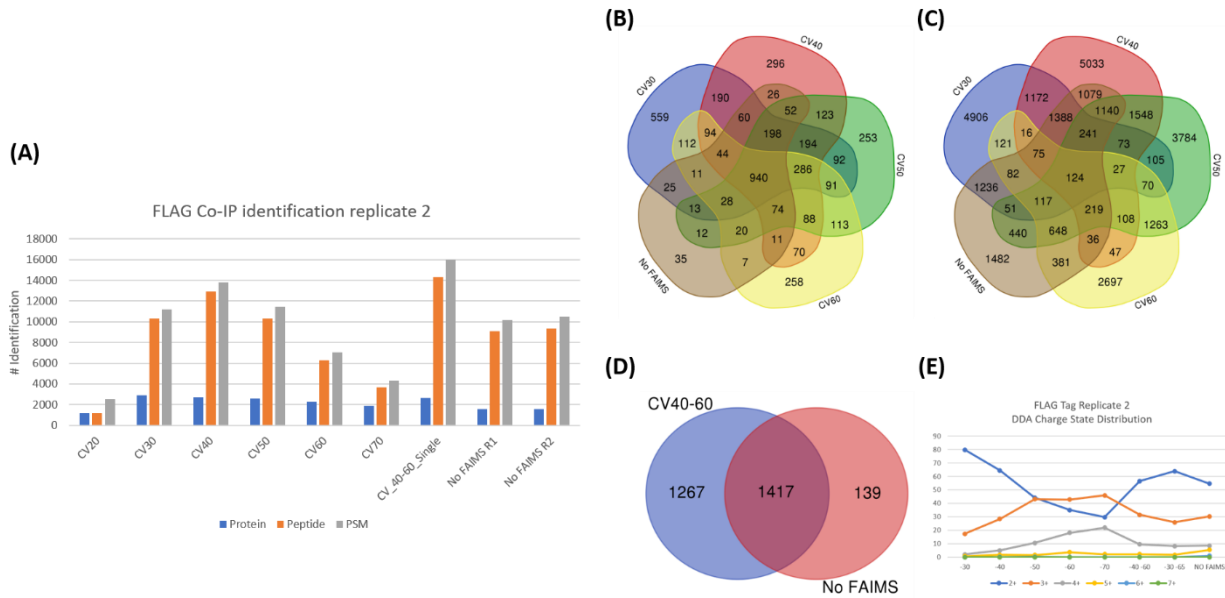 (A)
FLAG Co-IP identification replicate 2
# Identification
18000
16000
14000
12000
10000
8000
6000
4000
2000
0
CV20
CV30
CV40
CV50
CV60
CV70
CV_40-60_Single
No FAIMS R1
No FAIMS R2
Protein Peptide PSM
(B)
CV40
CV30
CV50
No FAIMS
CV60
296
190 26
52 123
559 60
198
253
94 194
112 92
44 286
11 940 91
25
28 74
13 88
113
12 20
11
35 7 70
258
(C)
CV40
CV30
CV50
No FAIMS
CV60
5033
1172 1079
1140 1548
4906 1388
241
3784
16 73
121 105
75 27
82 124 70
1236
117 219
51 108
1263
440 648
36
1482 381 47
2697
(D)
CV40-60
1267 1417 139
No FAIMS
(E)
FLAG Tag Replicate 2
DDA Charge State Distribution
90
80
70
60
50
40
30
20
10
0
-30 -40 -50 -60 -70 -40 -60 -30 -65 NO FAIMS
2+ 3+ 4+ 5+ 6+ 7+